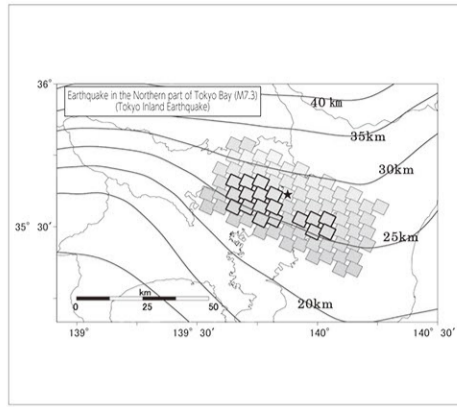 36°
Earthquake in the Northern part of Tokyo Bay (M7.3)
(Tokyo Inland Earthquake)
40 km
35km
30km
35° 30'
25km
20km
km
0 25 50
139° 139° 30' 140° 140° 30'